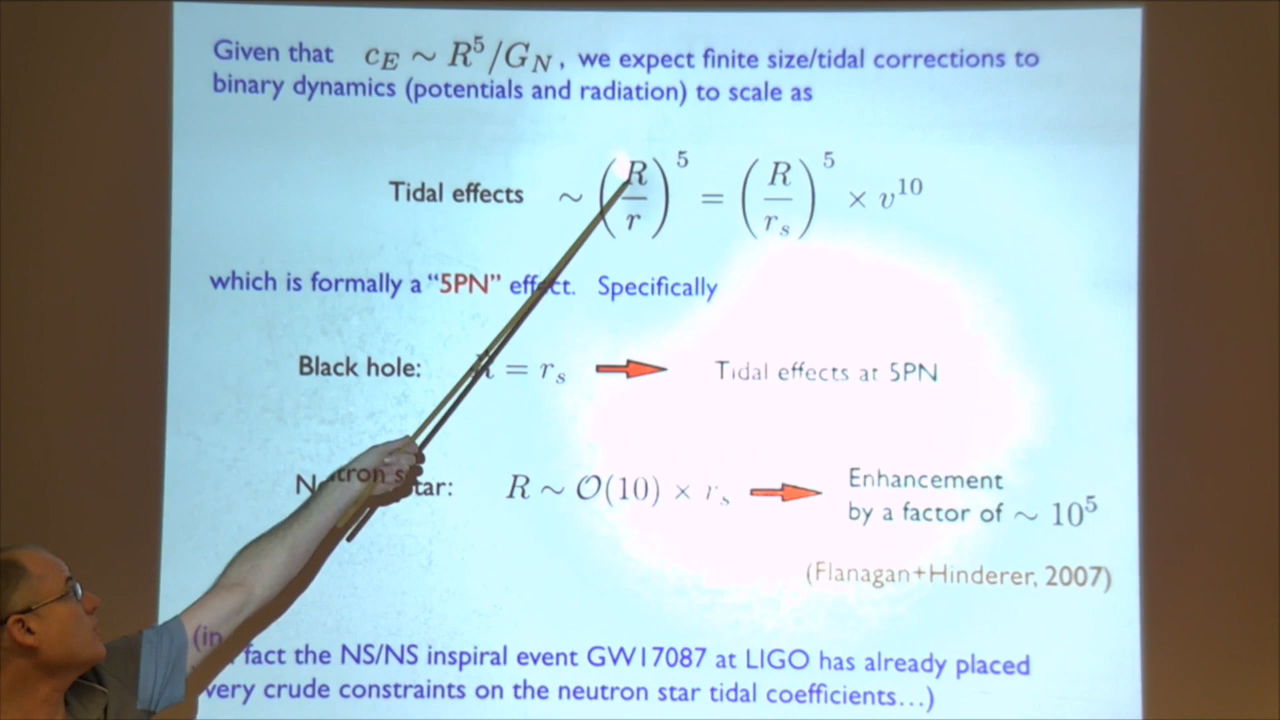 Given that c_E ~ R^5/G_N, we expect finite size/tidal corrections to
binary dynamics (potentials and radiation) to scale as
Tidal effects ~ (R/r)^5 = (R/r_s)^5 × v^10
which is formally a “5PN” effect. Specifically
Black hole: = r_s Tidal effects at 5PN
tar: R ~ O(10) × r_s Enhancement
by a factor of ~ 10^5
(Flanagan+Hinderer, 2007)
(in fact the NS/NS inspiral event GW17087 at LIGO has already placed
very crude constraints on the neutron star tidal coefficients…)